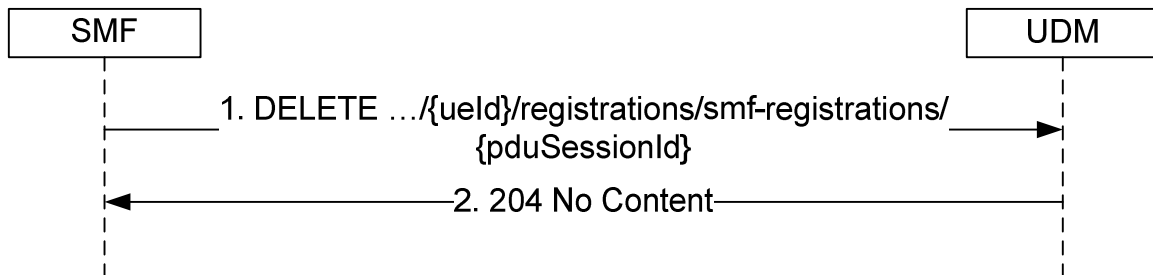 SMF
UDM
1. DELETE …/{ueId}/registrations/smf-registrations/
{pduSessionId}
2. 204 No Content